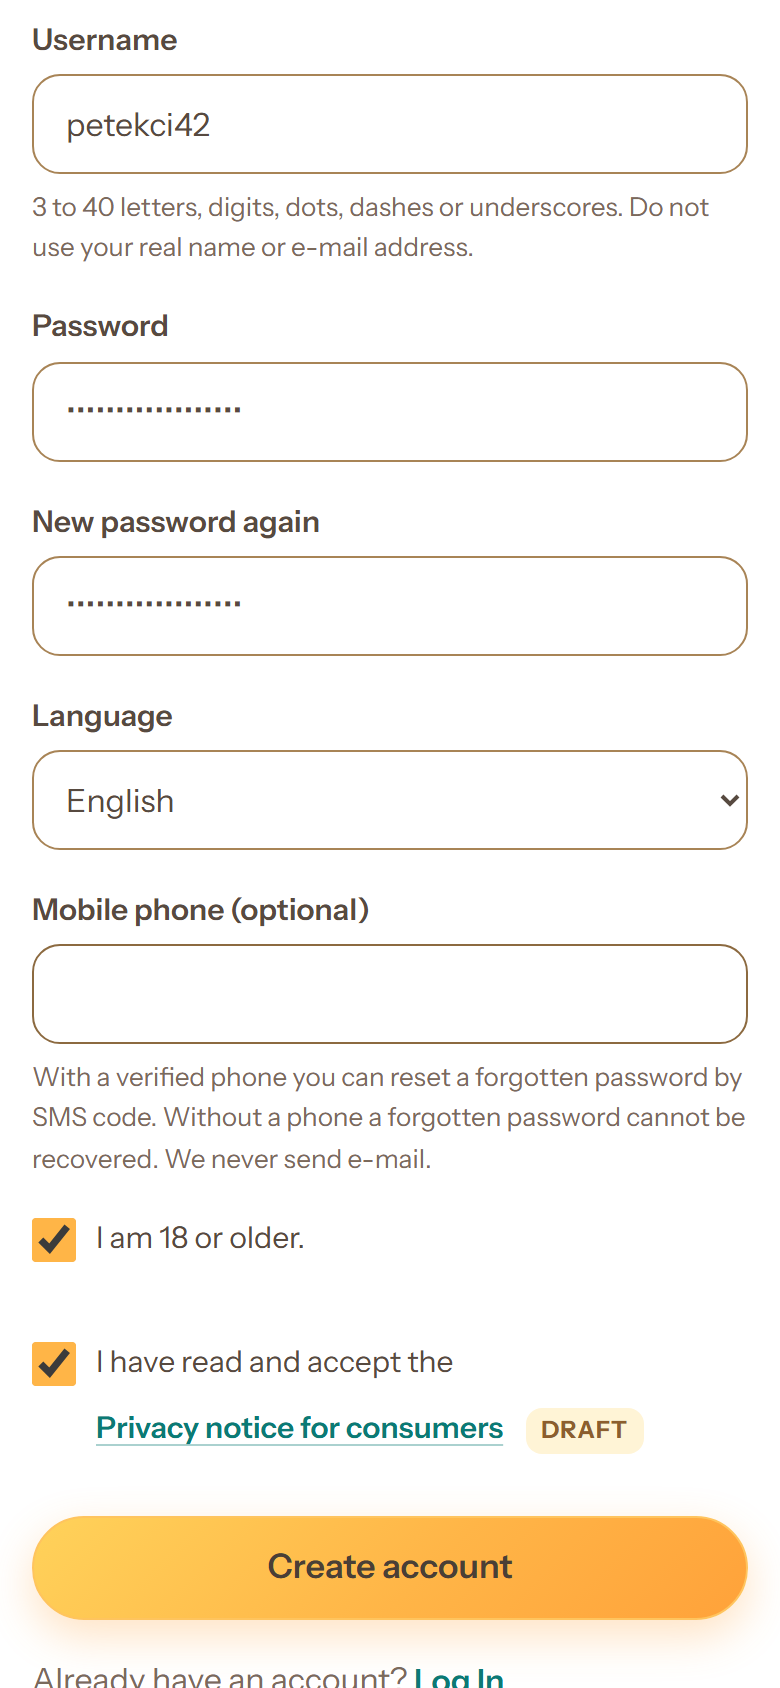 Username
petekci42
3 to 40 letters, digits, dots, dashes or underscores. Do not
use your real name or e-mail address.
Password
••••••••••••••••••
New password again
••••••••••••••••••
Language
English
Mobile phone (optional)
With a verified phone you can reset a forgotten password by
SMS code. Without a phone a forgotten password cannot be
recovered. We never send e-mail.
I am 18 or older.
I have read and accept the
Privacy notice for consumers DRAFT
Create account
Already have an account? Log In